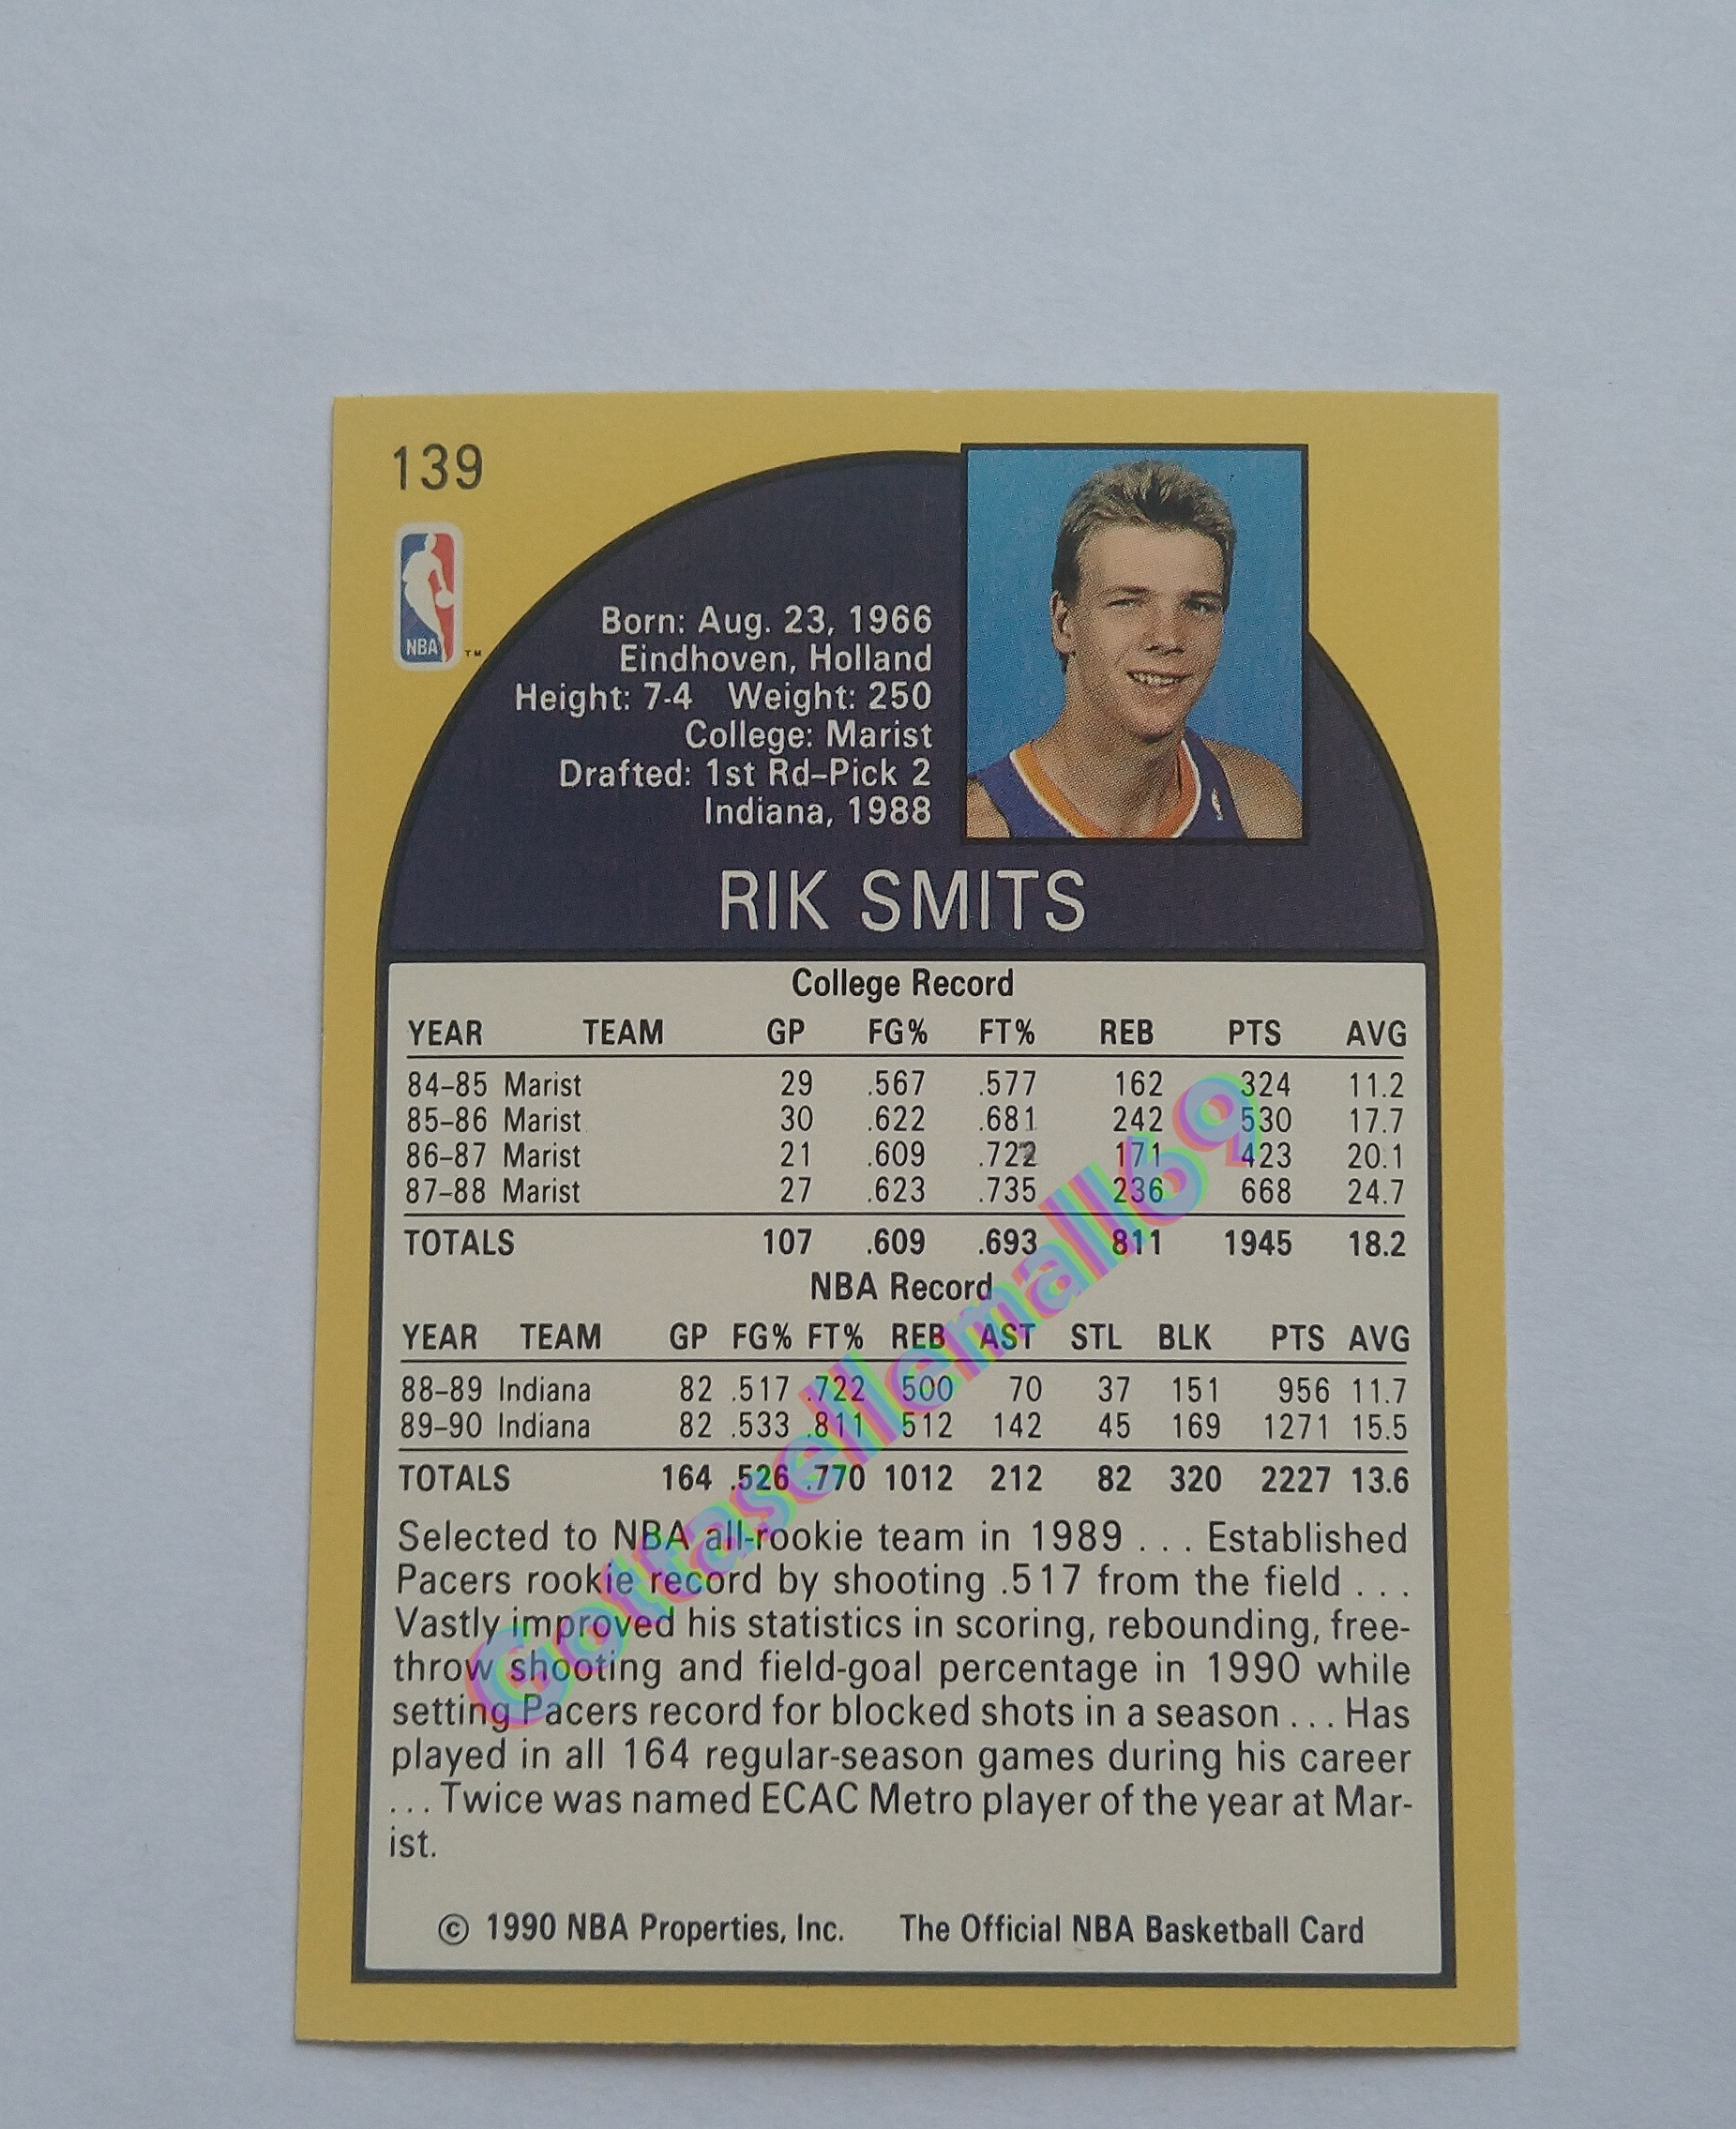 139
NBA
TM
Born: Aug. 23, 1966
Eindhoven, Holland
Height: 7-4 Weight: 250
College: Marist
Drafted: 1st Rd–Pick 2
Indiana, 1988
RIK SMITS
College Record
YEAR TEAM GP FG% FT% REB PTS AVG
84–85 Marist 29 .567 .577 162 324 11.2
85–86 Marist 30 .622 .681 242 530 17.7
86–87 Marist 21 .609 .722 171 423 20.1
87–88 Marist 27 .623 .735 236 668 24.7
TOTALS 107 .609 .693 811 1945 18.2
NBA Record
YEAR TEAM GP FG% FT% REB AST STL BLK PTS AVG
88–89 Indiana 82 .517 .722 500 70 37 151 956 11.7
89–90 Indiana 82 .533 .811 512 142 45 169 1271 15.5
TOTALS 164 .526 .770 1012 212 82 320 2227 13.6
Selected to NBA all-rookie team in 1989 . . . Established
Pacers rookie record by shooting .517 from the field . . .
Vastly improved his statistics in scoring, rebounding, free-
throw shooting and field-goal percentage in 1990 while
setting Pacers record for blocked shots in a season . . . Has
played in all 164 regular-season games during his career
. . . Twice was named ECAC Metro player of the year at Mar-
ist.
© 1990 NBA Properties, Inc. The Official NBA Basketball Card
Gottasellemall69